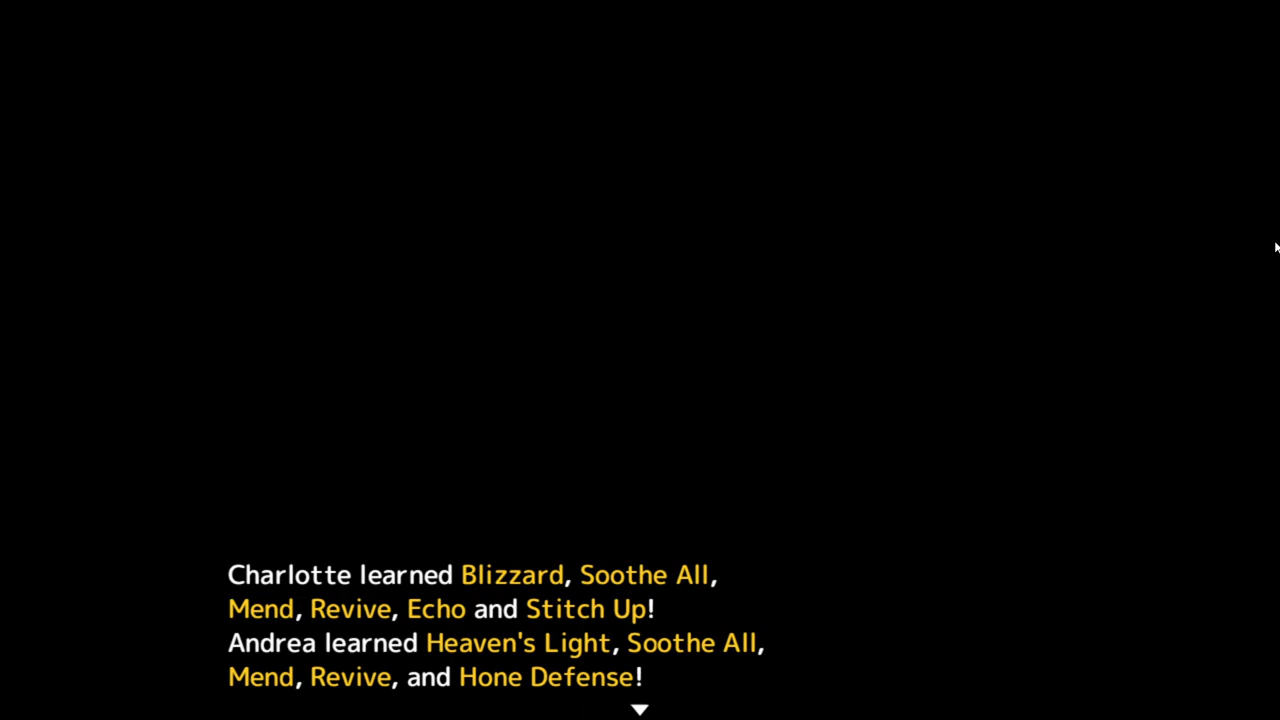 Charlotte learned Blizzard, Soothe All,
Mend, Revive, Echo and Stitch Up!
Andrea learned Heaven's Light, Soothe All,
Mend, Revive, and Hone Defense!